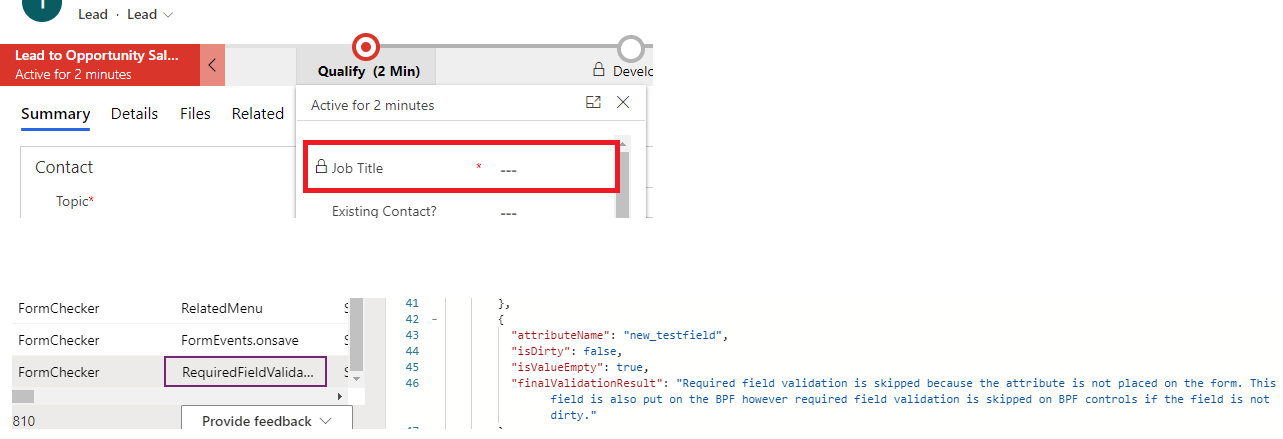 Lead · Lead
Lead to Opportunity Sal...
Active for 2 minutes
Qualify (2 Min)
Develo
Active for 2 minutes
Summary Details Files Related
Job Title * ---
Contact
Topic*
Existing Contact? ---
FormChecker RelatedMenu S
FormChecker FormEvents.onsave S
FormChecker RequiredFieldValida... S
810
Provide feedback
41 },
42 - {
43 "attributeName": "new_testfield",
44 "isDirty": false,
45 "isValueEmpty": true,
46 "finalValidationResult": "Required field validation is skipped because the attribute is not placed on the form. This
field is also put on the BPF however required field validation is skipped on BPF controls if the field is not
dirty."